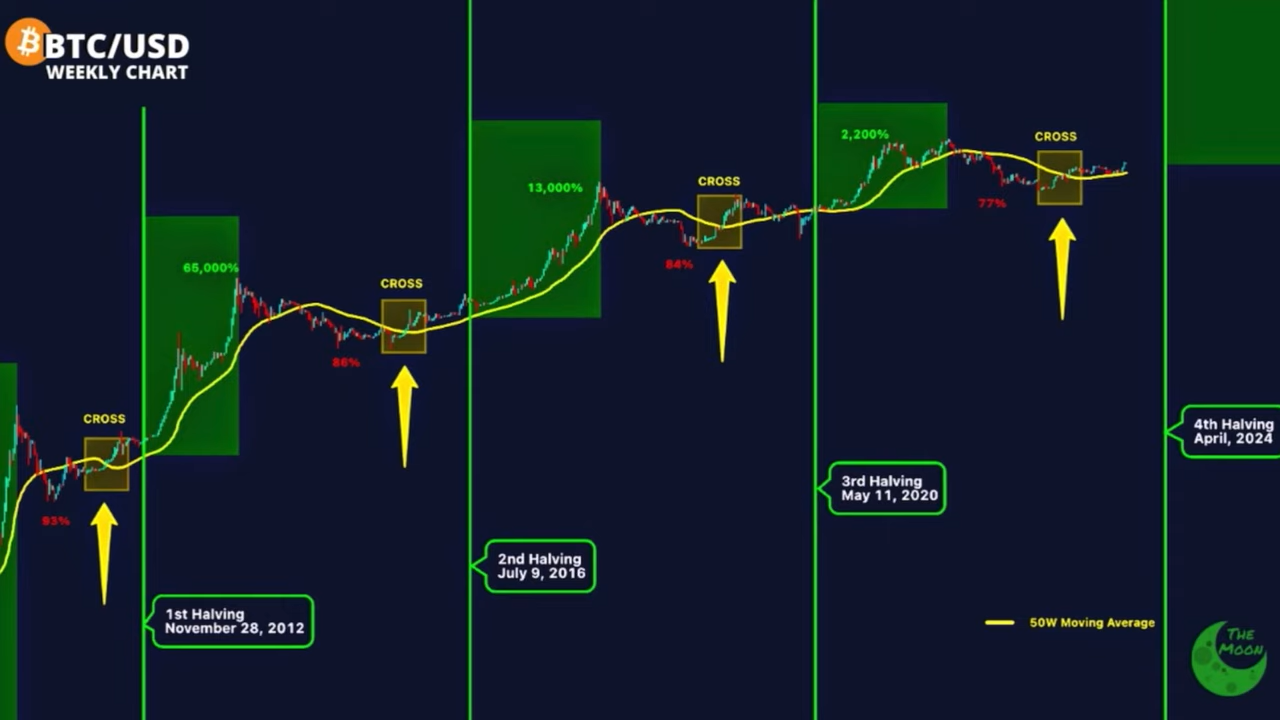 BTC/USD
WEEKLY CHART
65,000%
CROSS
93%
CROSS
86%
13,000%
CROSS
84%
2,200%
CROSS
77%
1st Halving
November 28, 2012
2nd Halving
July 9, 2016
3rd Halving
May 11, 2020
4th Halving
April, 2024
50W Moving Average
THE
MOON